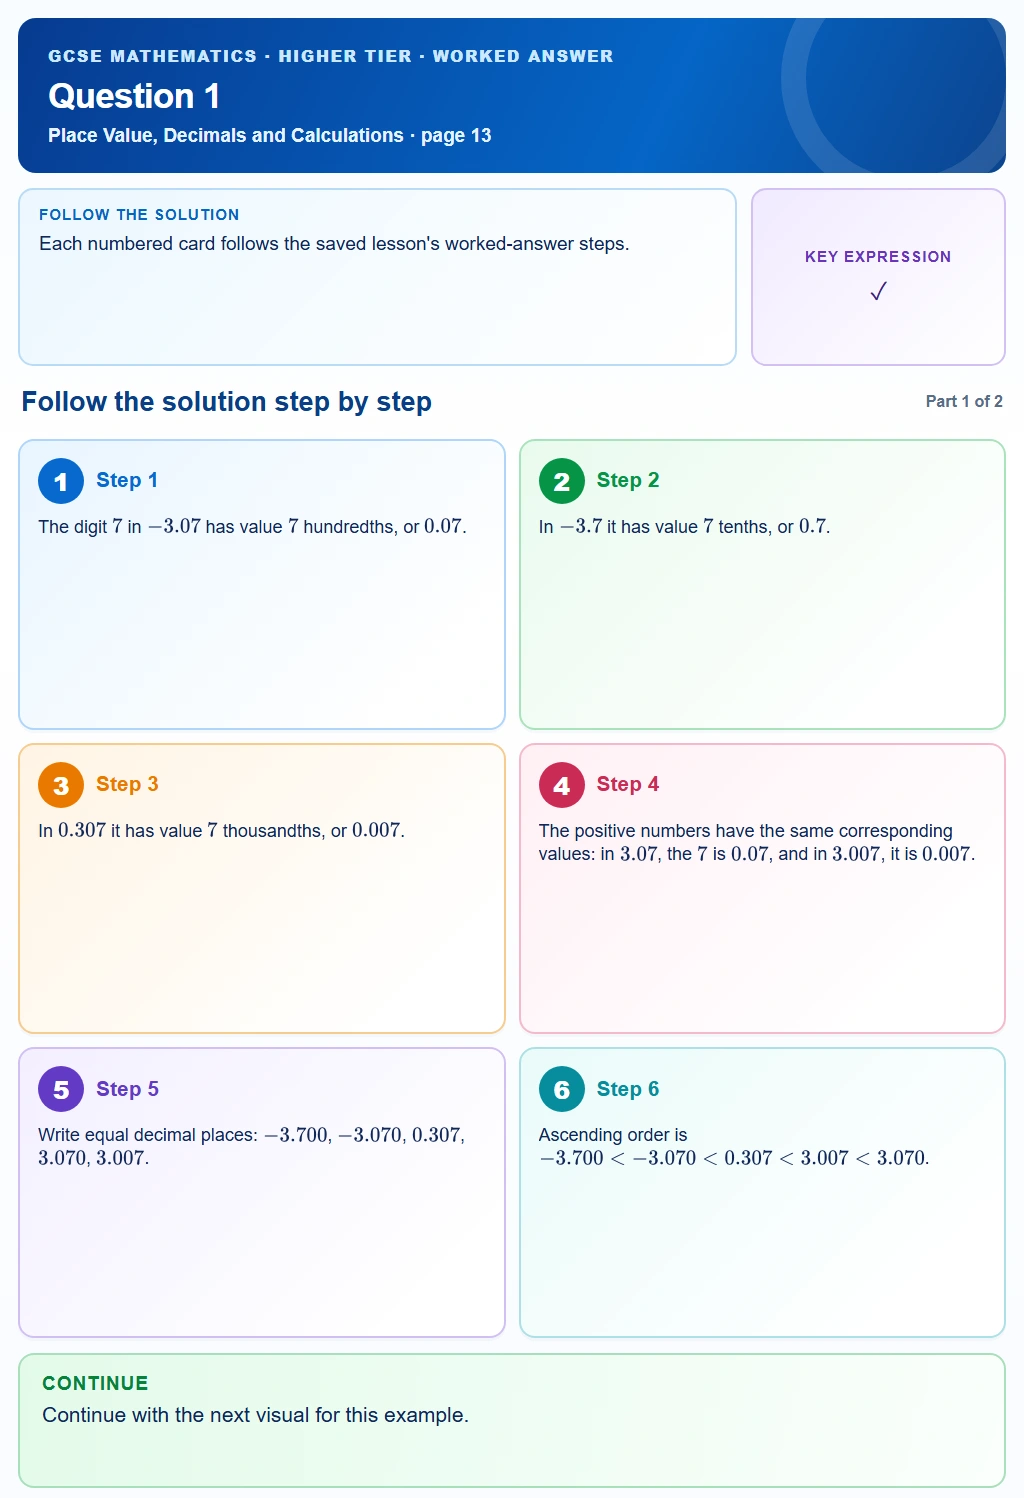 GCSE MATHEMATICS · HIGHER TIER · WORKED ANSWER
Question 1
Place Value, Decimals and Calculations · page 13
FOLLOW THE SOLUTION
Each numbered card follows the saved lesson's worked-answer steps.
KEY EXPRESSION
✓
Follow the solution step by step
Part 1 of 2
1 Step 1
The digit 7 in −3.07 has value 7 hundredths, or 0.07.
2 Step 2
In −3.7 it has value 7 tenths, or 0.7.
3 Step 3
In 0.307 it has value 7 thousandths, or 0.007.
4 Step 4
The positive numbers have the same corresponding
values: in 3.07, the 7 is 0.07, and in 3.007, it is 0.007.
5 Step 5
Write equal decimal places: −3.700, −3.070, 0.307,
3.070, 3.007.
6 Step 6
Ascending order is
−3.700 < −3.070 < 0.307 < 3.007 < 3.070.
CONTINUE
Continue with the next visual for this example.